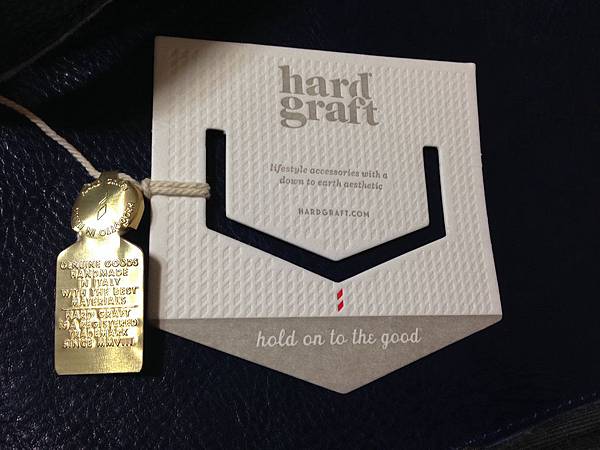 hard
graft
lifestyle accessories with a
down to earth aesthetic
HARDGRAFT.COM
hold on to the good
GENUINE GOODS
HANDMADE
IN ITALY
WITH THE BEST
MATERIALS
HARD GRAFT
IS A REGISTERED
TRADEMARK
SINCE MMVIII